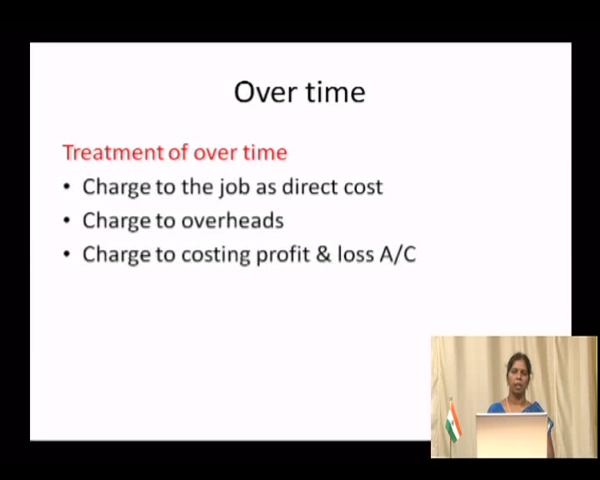 Over time
Treatment of over time
• Charge to the job as direct cost
• Charge to overheads
• Charge to costing profit & loss A/C